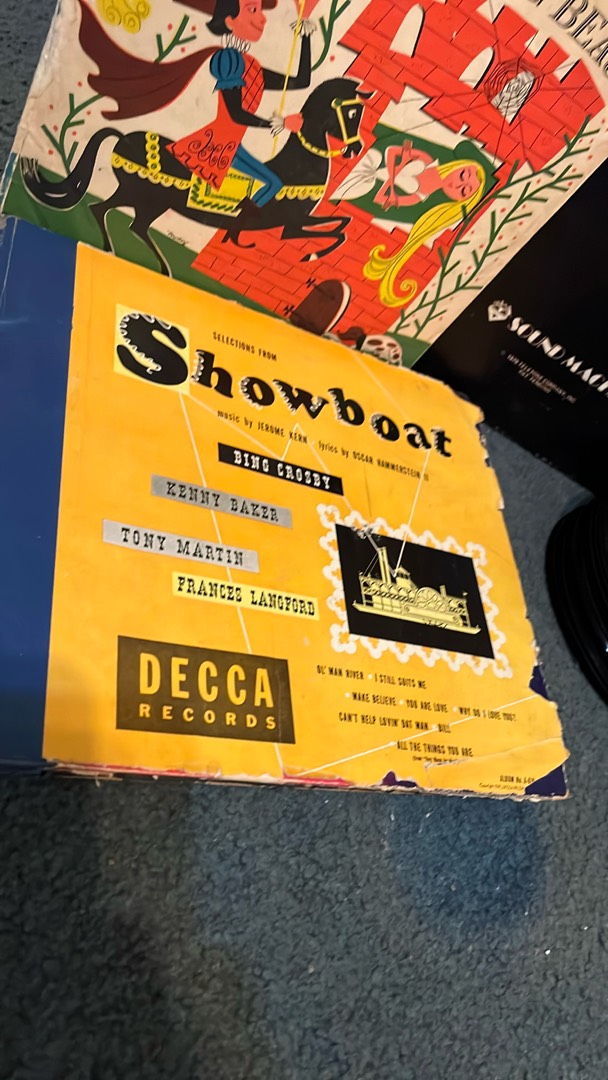 SELECTIONS FROM
Showboat
music by JEROME KERN · lyrics by OSCAR HAMMERSTEIN II
BING CROSBY
KENNY BAKER
TONY MARTIN
FRANCES LANGFORD
DECCA
RECORDS
OL' MAN RIVER · I STILL SUITS ME
· MAKE BELIEVE · YOU ARE LOVE · WHY DO I LOVE YOU?
CAN'T HELP LOVIN' DAT MAN · BILL
ALL THE THINGS YOU ARE
ALBUM No.
SOUND